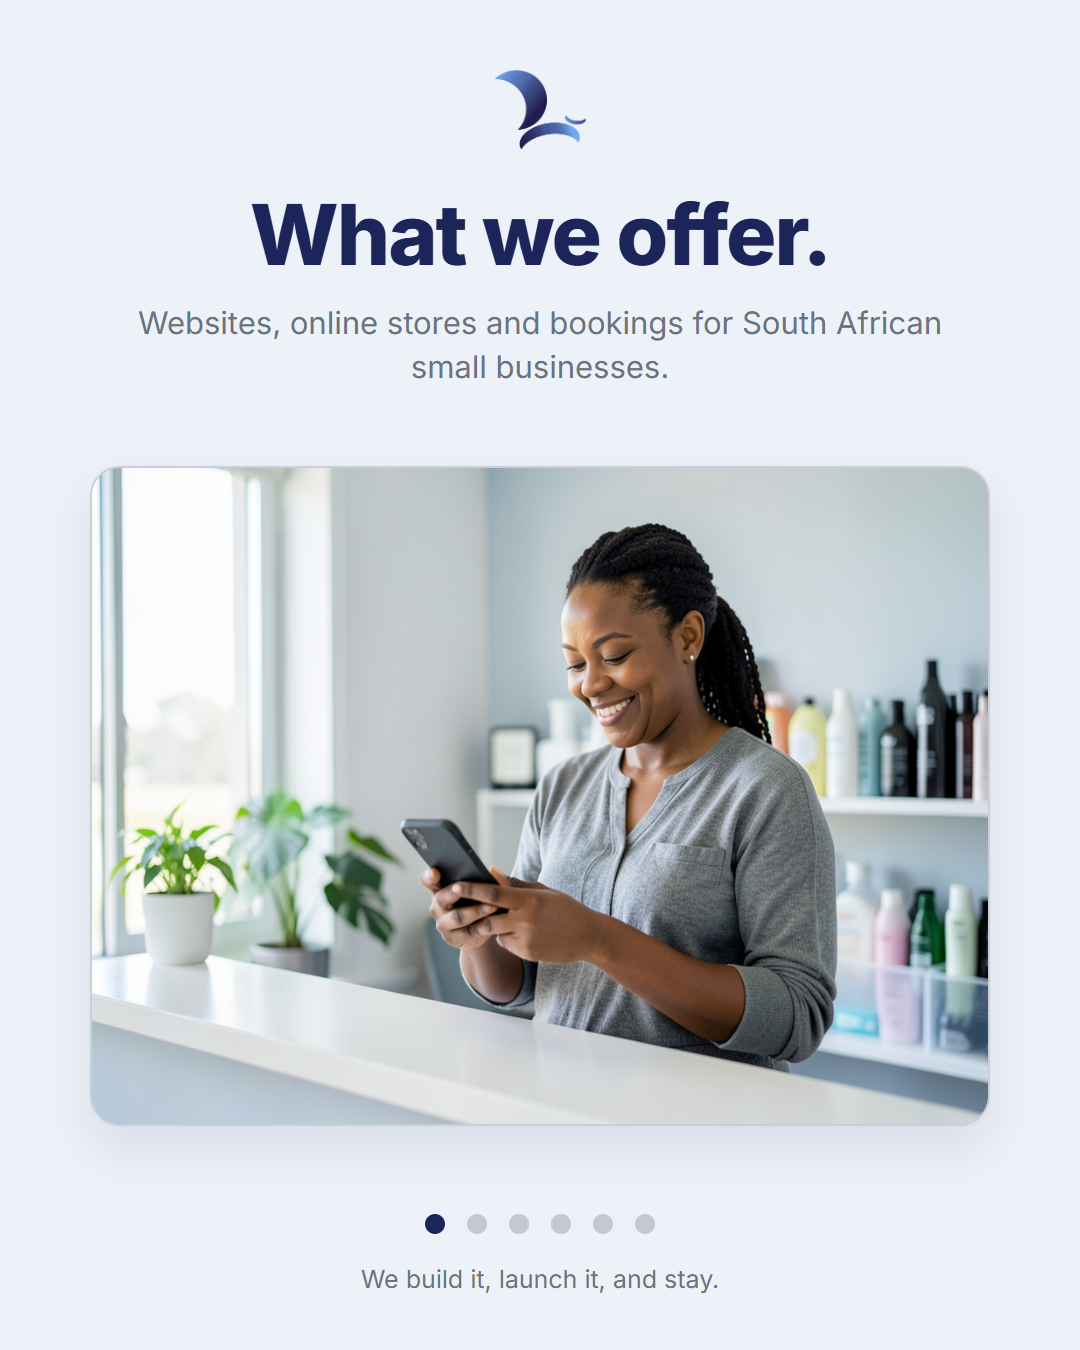 What we offer.
Websites, online stores and bookings for South African
small businesses.
We build it, launch it, and stay.